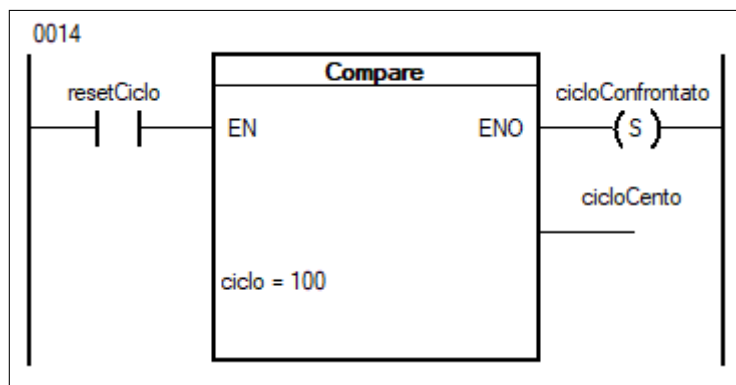 0014
Compare
resetCiclo
cicloConfrontato
EN
ENO
S
cicloCento
ciclo = 100